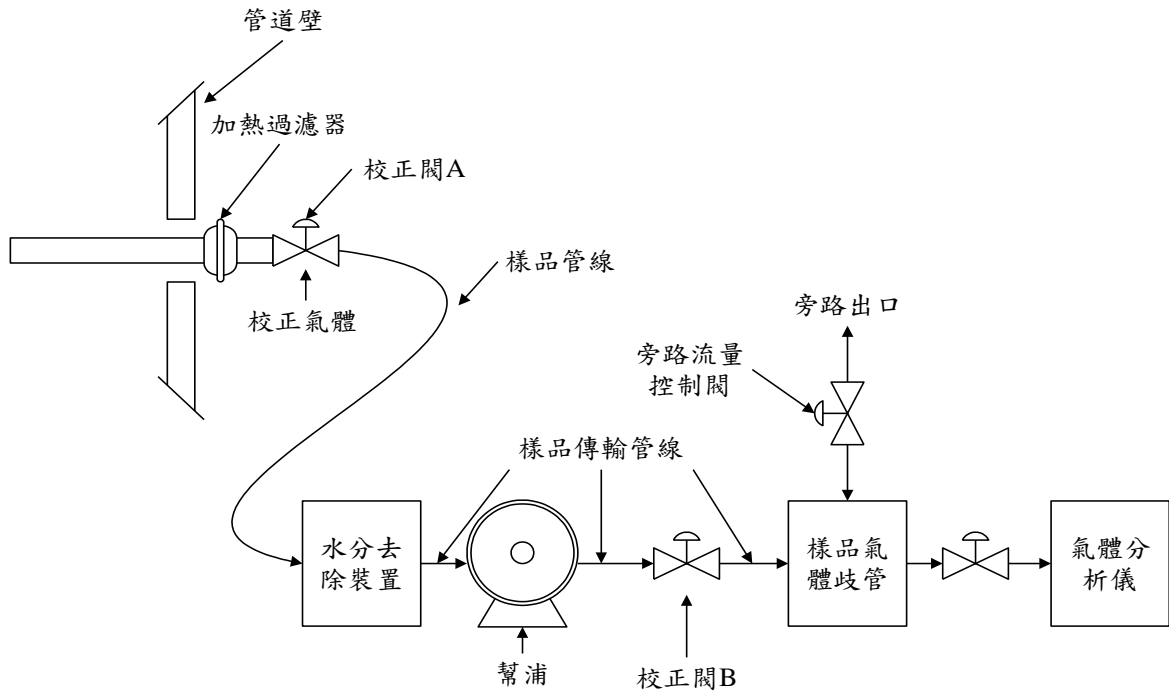 管道壁
加熱過濾器
校正閥A
樣品管線
校正氣體
旁路出口
旁路流量
控制閥
樣品傳輸管線
水分去
除裝置
樣品氣
體歧管
氣體分
析儀
幫浦
校正閥B